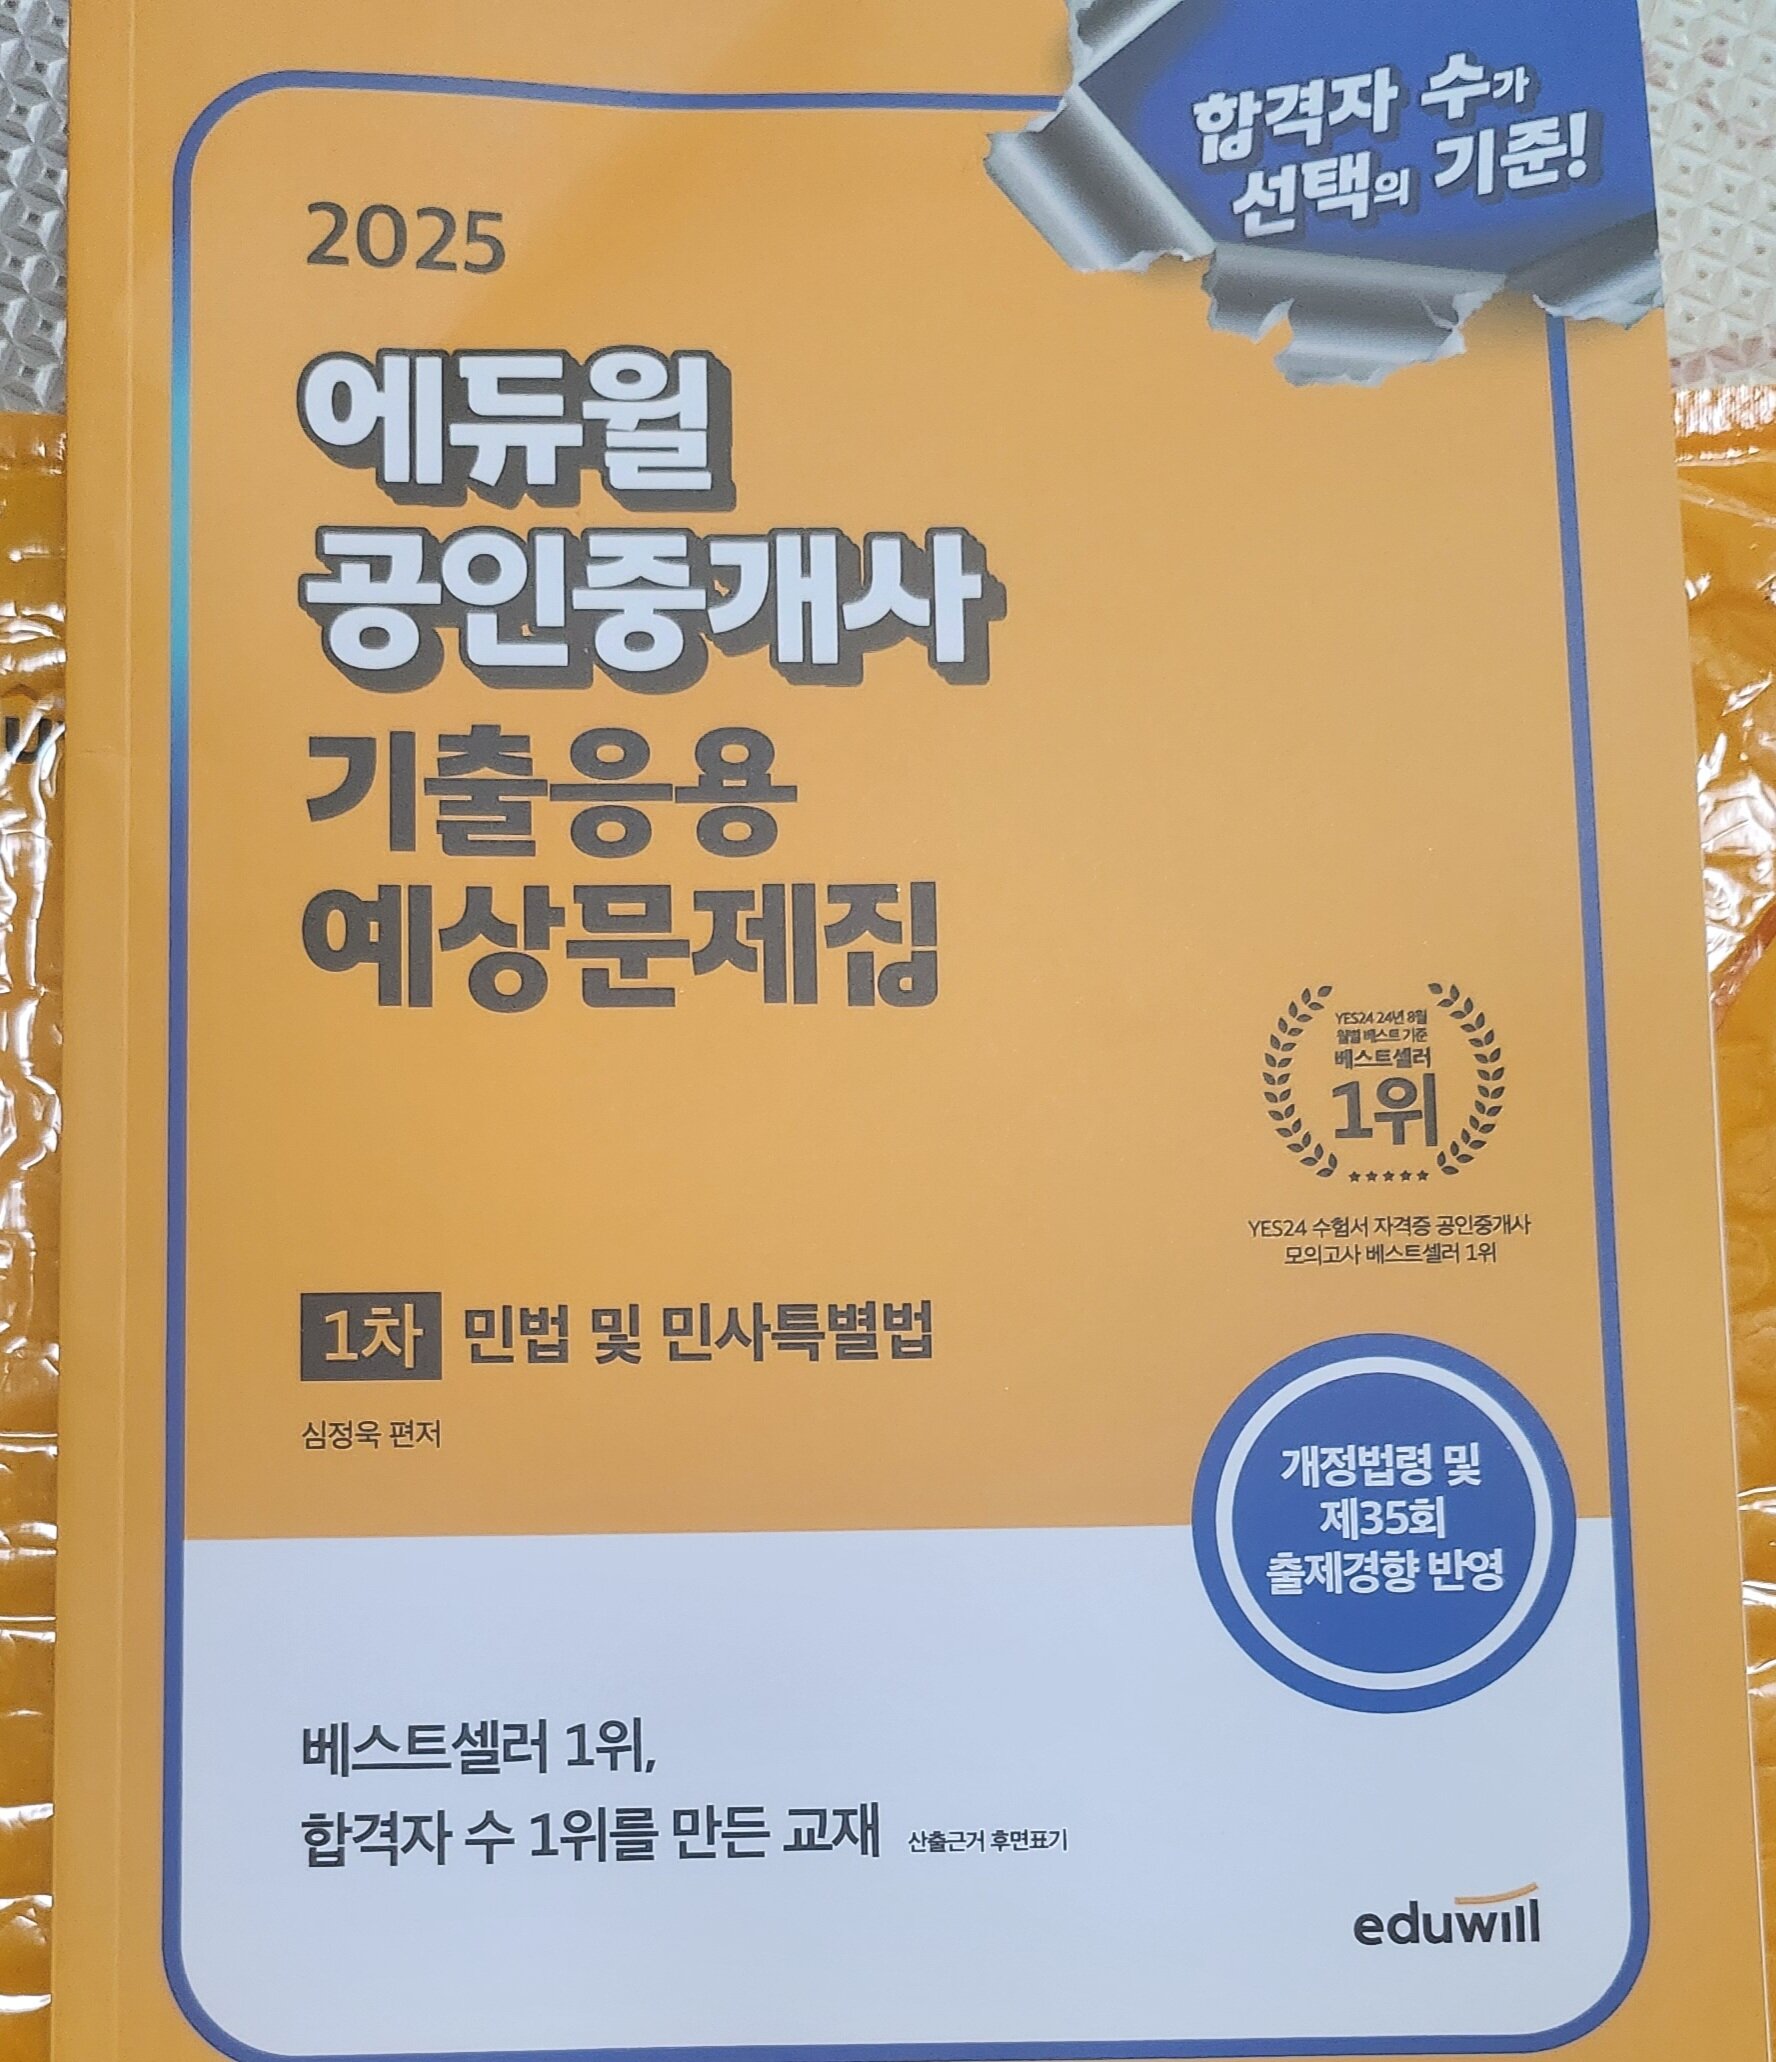 합격자 수가
선택의 기준!
2025
에듀윌
공인중개사
기출응용
예상문제집
YES24 24년 8월
월별 베스트 기준
베스트셀러
1위
YES24 수험서 자격증 공인중개사
모의고사 베스트셀러 1위
1차 민법 및 민사특별법
심정욱 편저
개정법령 및
제35회
출제경향 반영
베스트셀러 1위,
합격자 수 1위를 만든 교재 산출근거 후면표기
eduwill